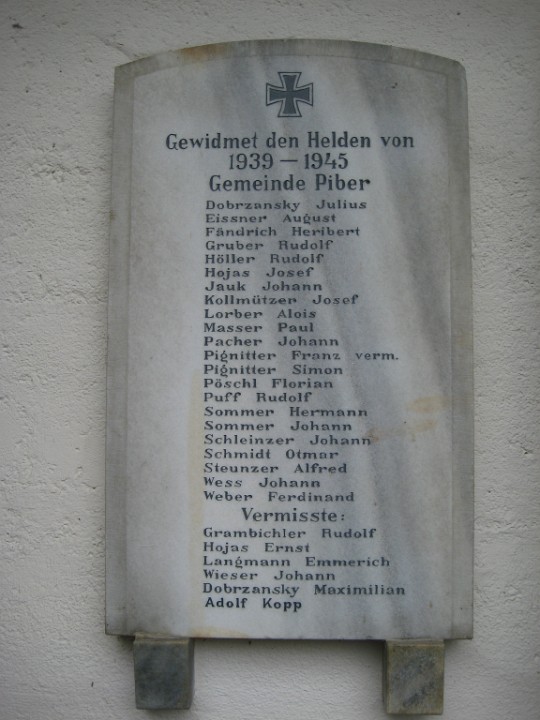 Gewidmet den Helden von
1939 – 1945
Gemeinde Piber
Dobrzansky Julius
Eissner August
Fändrich Heribert
Gruber Rudolf
Höller Rudolf
Hojas Josef
Jauk Johann
Kollmützer Josef
Lorber Alois
Masser Paul
Pacher Johann
Pignitter Franz verm.
Pignitter Simon
Pöschl Florian
Puff Rudolf
Sommer Hermann
Sommer Johann
Schleinzer Johann
Schmidt Otmar
Steunzer Alfred
Wess Johann
Weber Ferdinand
Vermisste:
Grambichler Rudolf
Hojas Ernst
Langmann Emmerich
Wieser Johann
Dobrzansky Maximilian
Adolf Kopp